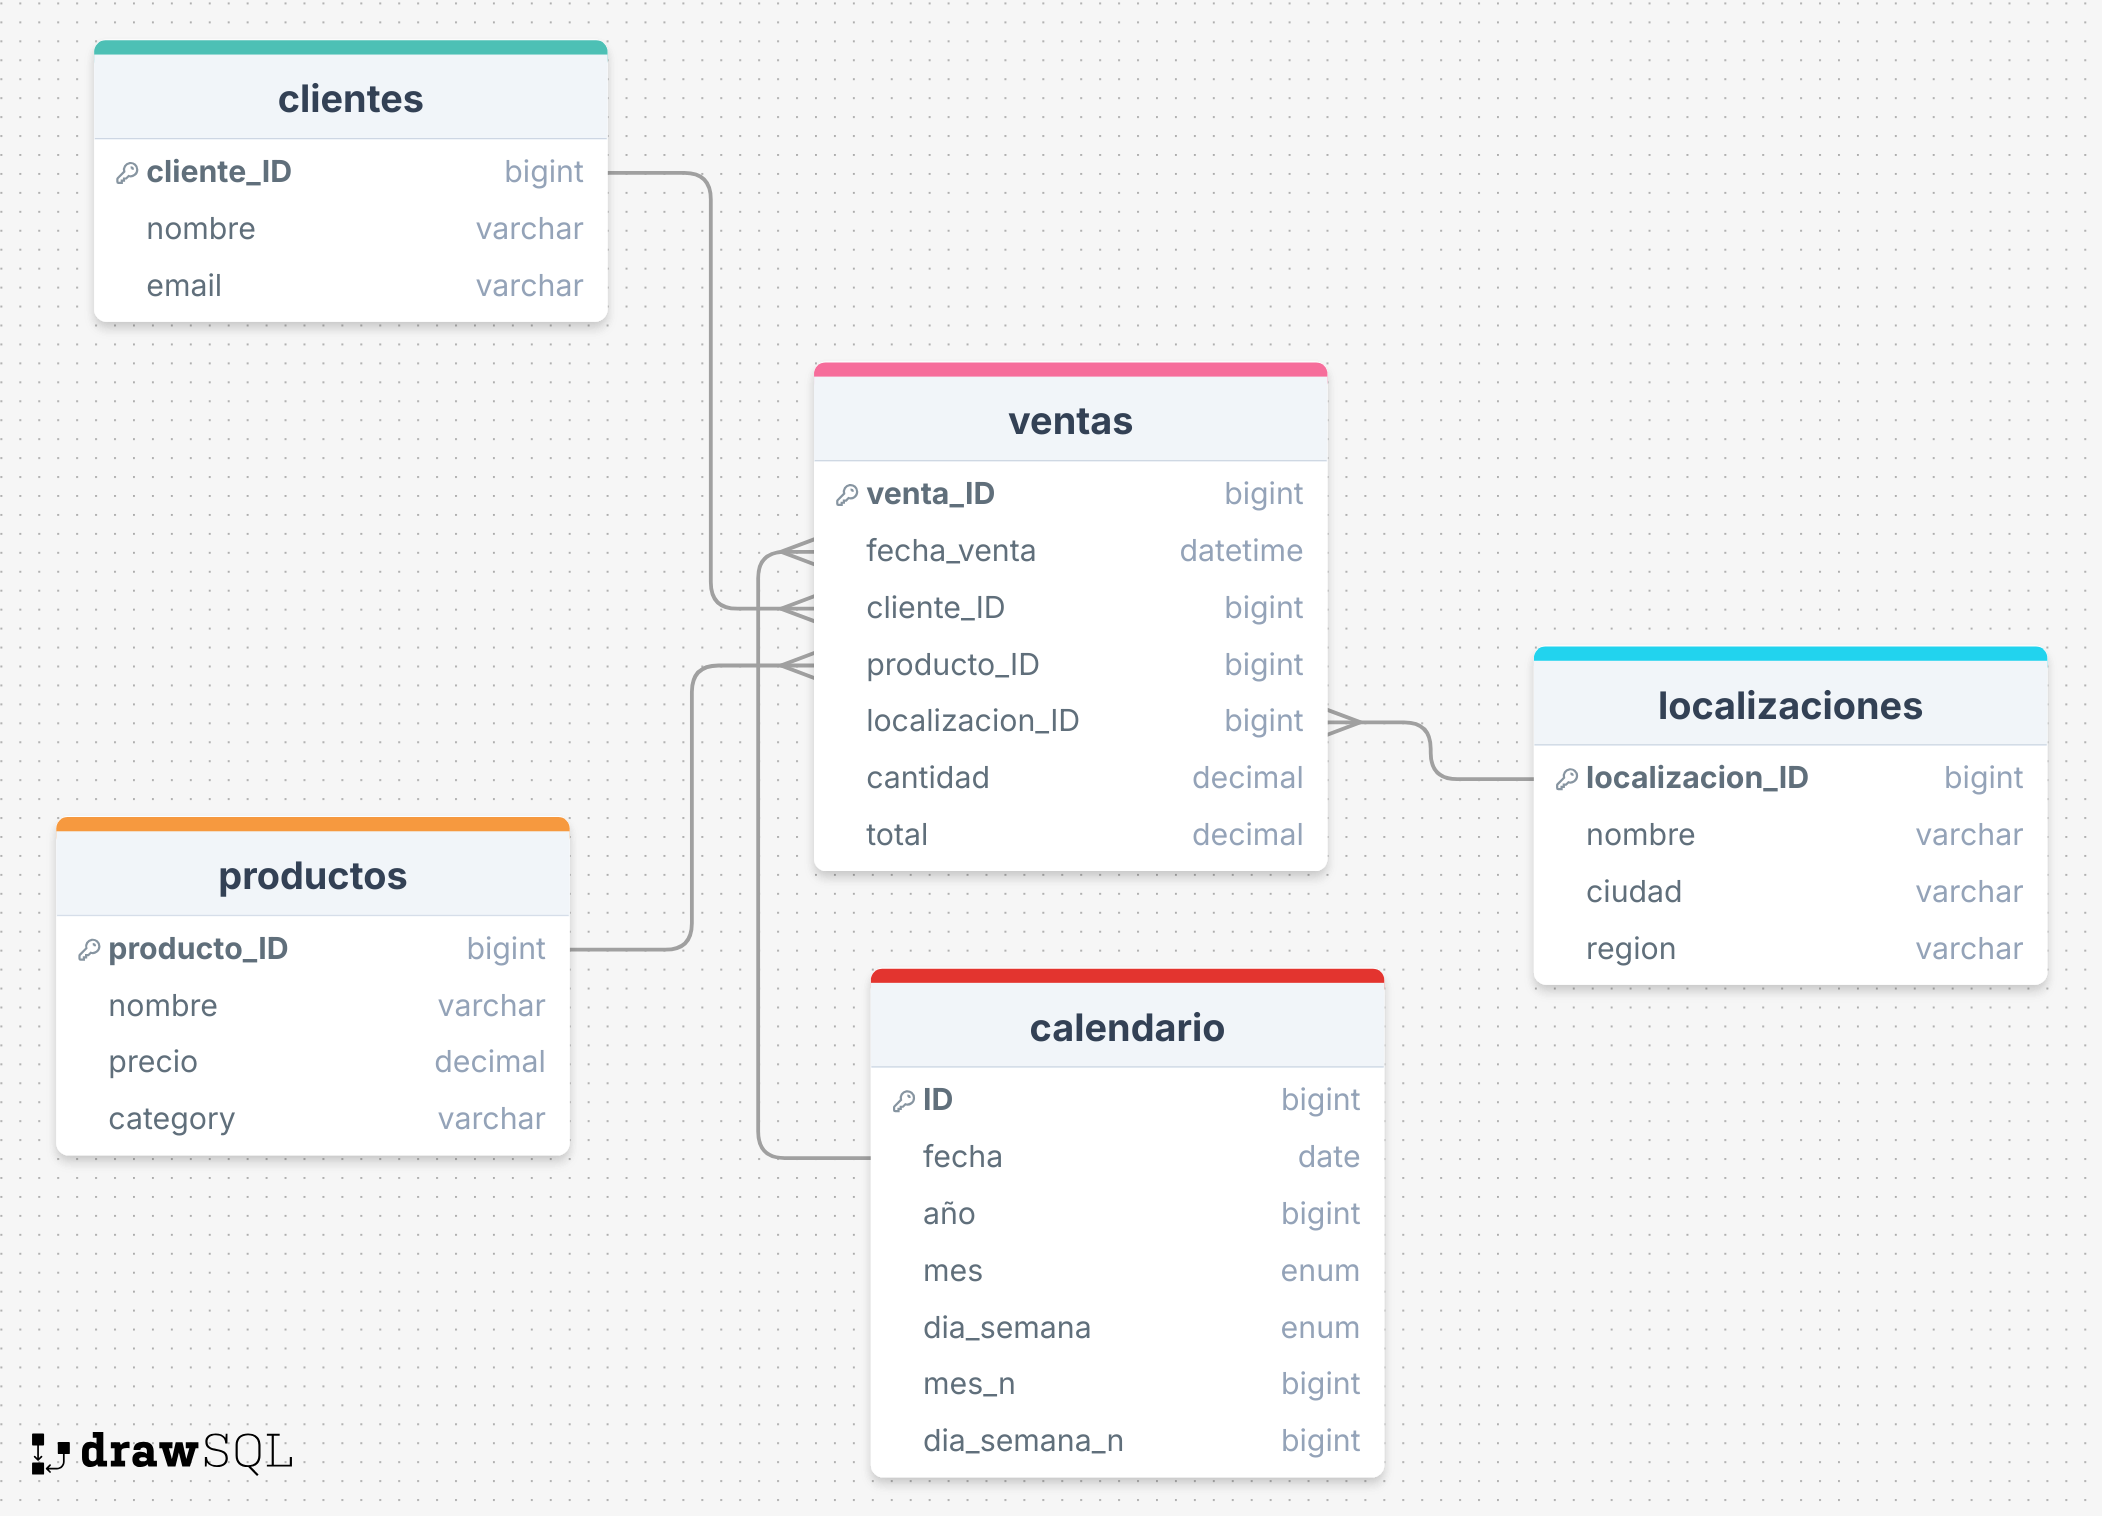 clientes
cliente_ID bigint
nombre varchar
email varchar
ventas
venta_ID bigint
fecha_venta datetime
cliente_ID bigint
producto_ID bigint
localizacion_ID bigint
cantidad decimal
total decimal
localizaciones
localizacion_ID bigint
nombre varchar
ciudad varchar
region varchar
productos
producto_ID bigint
nombre varchar
precio decimal
category varchar
calendario
ID bigint
fecha date
año bigint
mes enum
dia_semana enum
mes_n bigint
dia_semana_n bigint
drawSQL